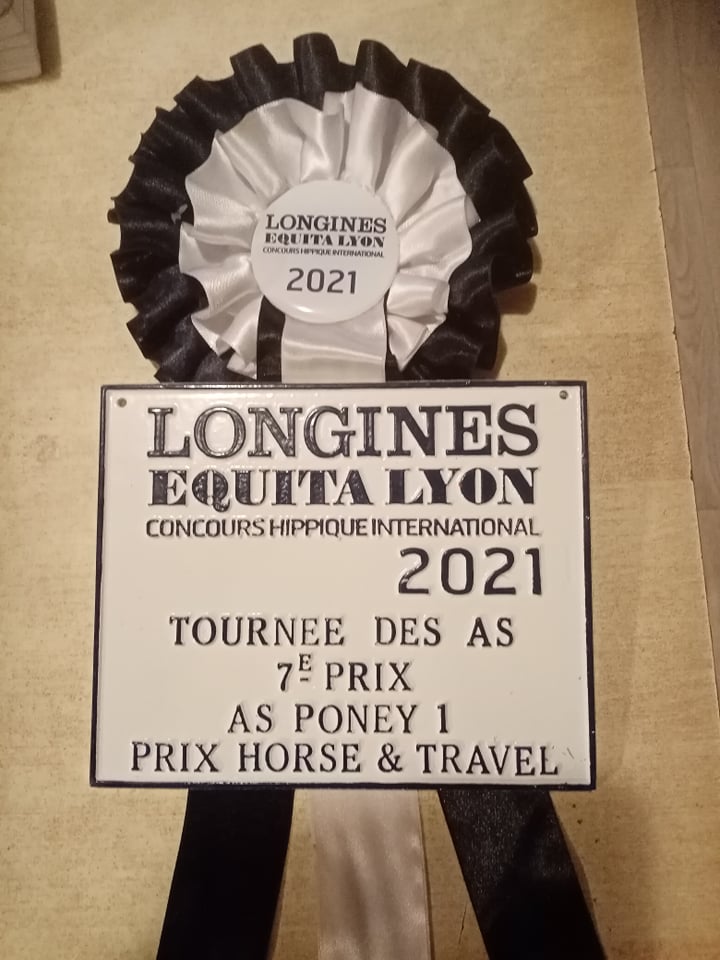 LONGINES
EQUITA LYON
CONCOURS HIPPIQUE INTERNATIONAL
2021
LONGINES
EQUITA LYON
CONCOURS HIPPIQUE INTERNATIONAL
2021
TOURNEE DES AS
7E PRIX
AS PONEY 1
PRIX HORSE & TRAVEL